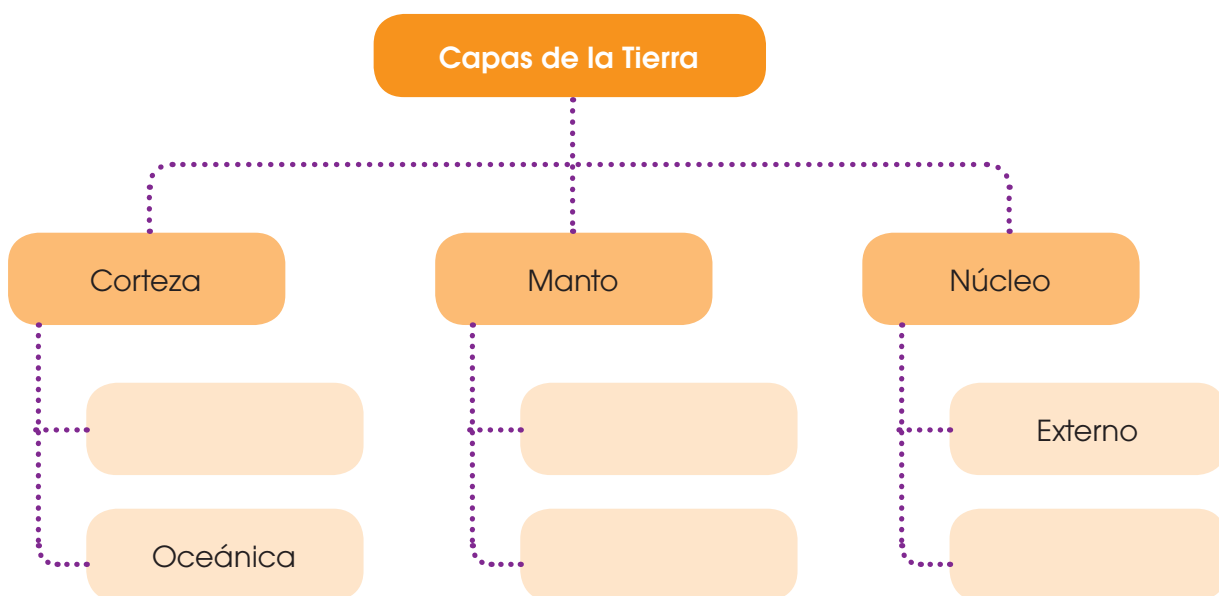 Capas de la Tierra
Corteza
Manto
Núcleo
Externo
Oceánica